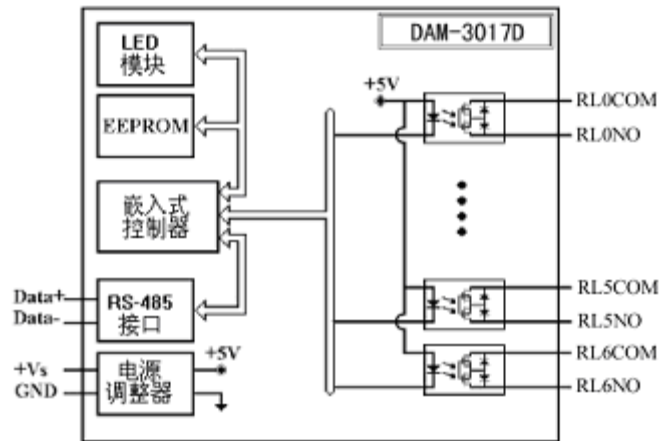 DAM-3017D
LED
模块
EEPROM
嵌入式
控制器
Data+
Data-
RS-485
接口
+Vs
GND
电源
调整器
+5V
+5V
RL0COM
RL0NO
RL5COM
RL5NO
RL6COM
RL6NO